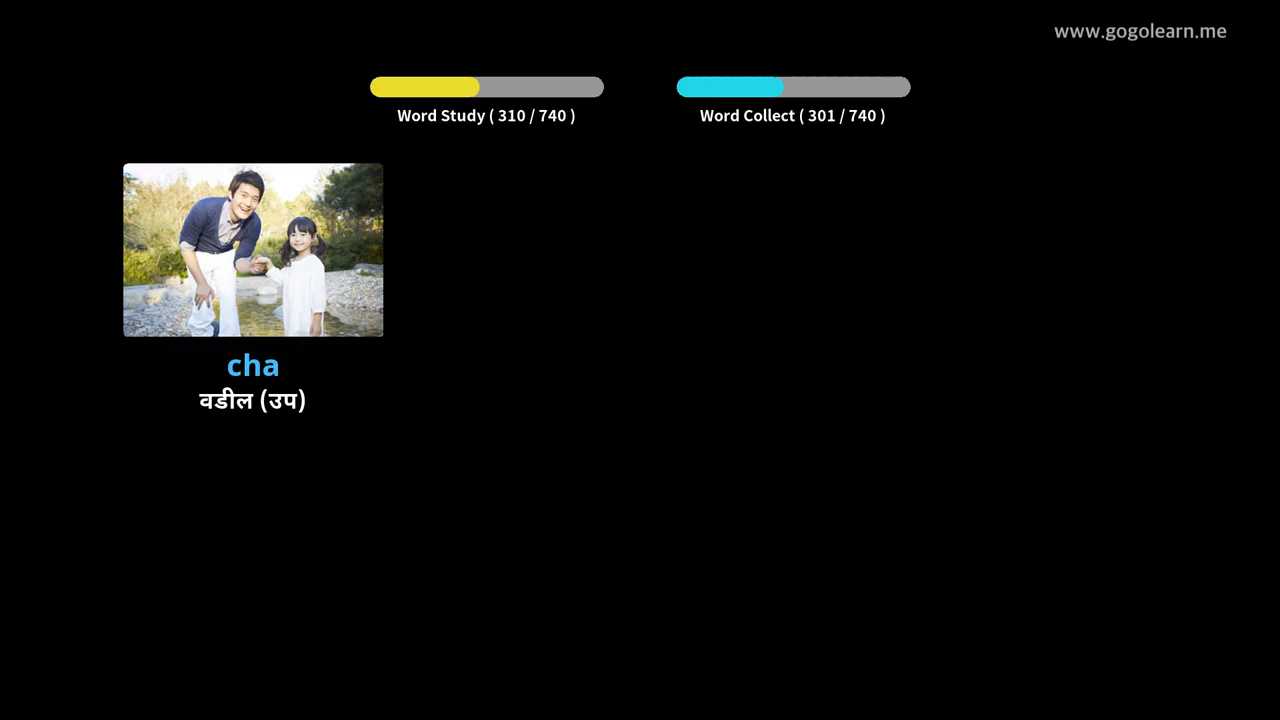 www.gogolearn.me
Word Study ( 310 / 740 )
Word Collect ( 301 / 740 )
cha
वडील (उप)